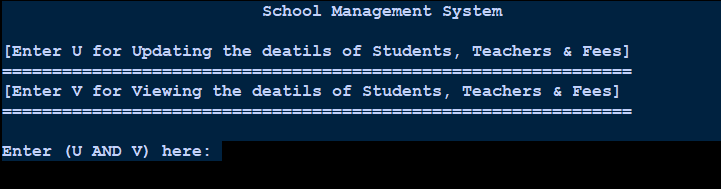 School Management System
[Enter U for Updating the deatils of Students, Teachers & Fees]
===============================================================
[Enter V for Viewing the deatils of Students, Teachers & Fees]
===============================================================
Enter (U AND V) here: